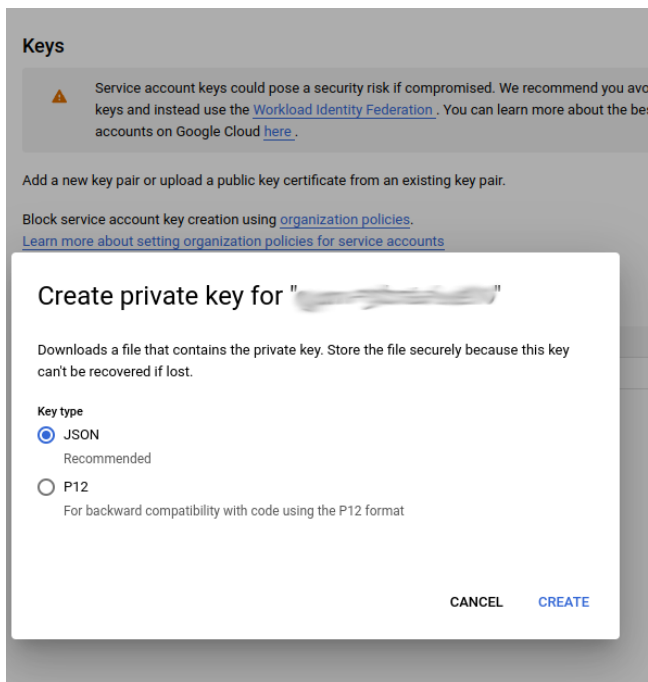 Keys
Service account keys could pose a security risk if compromised. We recommend you avo
keys and instead use the Workload Identity Federation . You can learn more about the be
accounts on Google Cloud here .
Add a new key pair or upload a public key certificate from an existing key pair.
Block service account key creation using organization policies.
Learn more about setting organization policies for service accounts
Create private key for ""
Downloads a file that contains the private key. Store the file securely because this key
can't be recovered if lost.
Key type
JSON
Recommended
P12
For backward compatibility with code using the P12 format
CANCEL CREATE